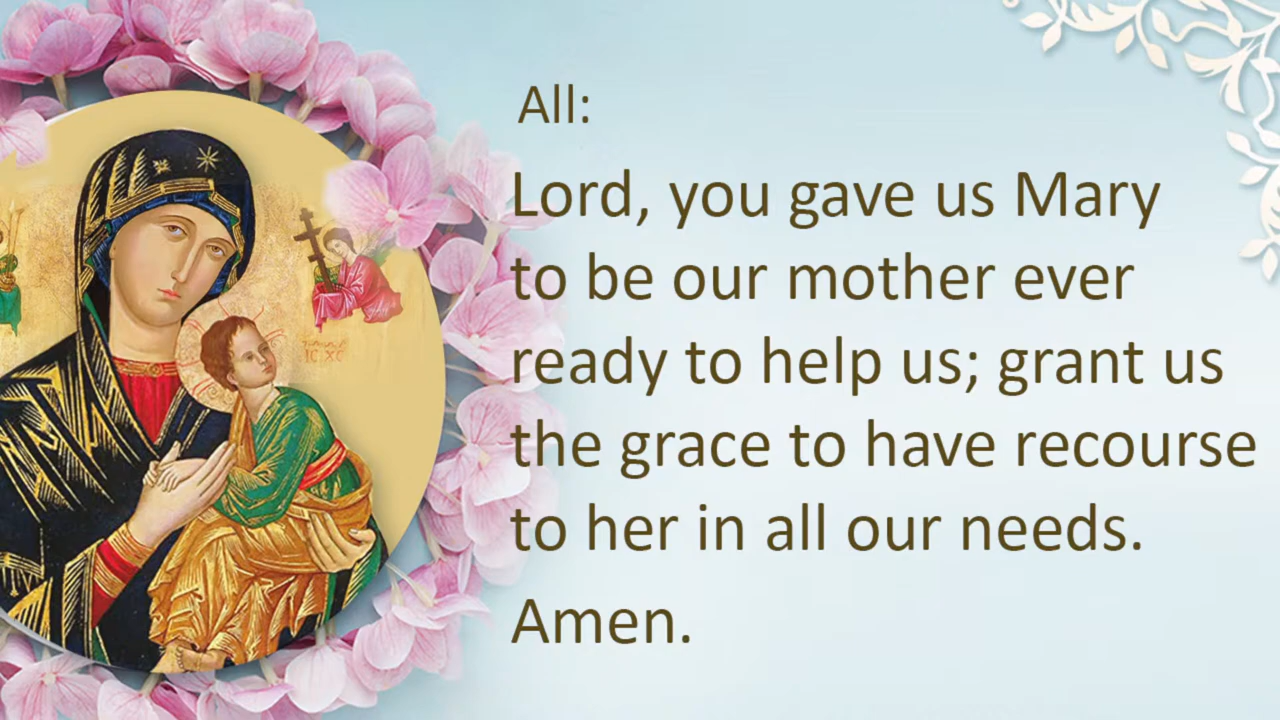 All:
Lord, you gave us Mary
to be our mother ever
ready to help us; grant us
the grace to have recourse
to her in all our needs.
Amen.
IC XC